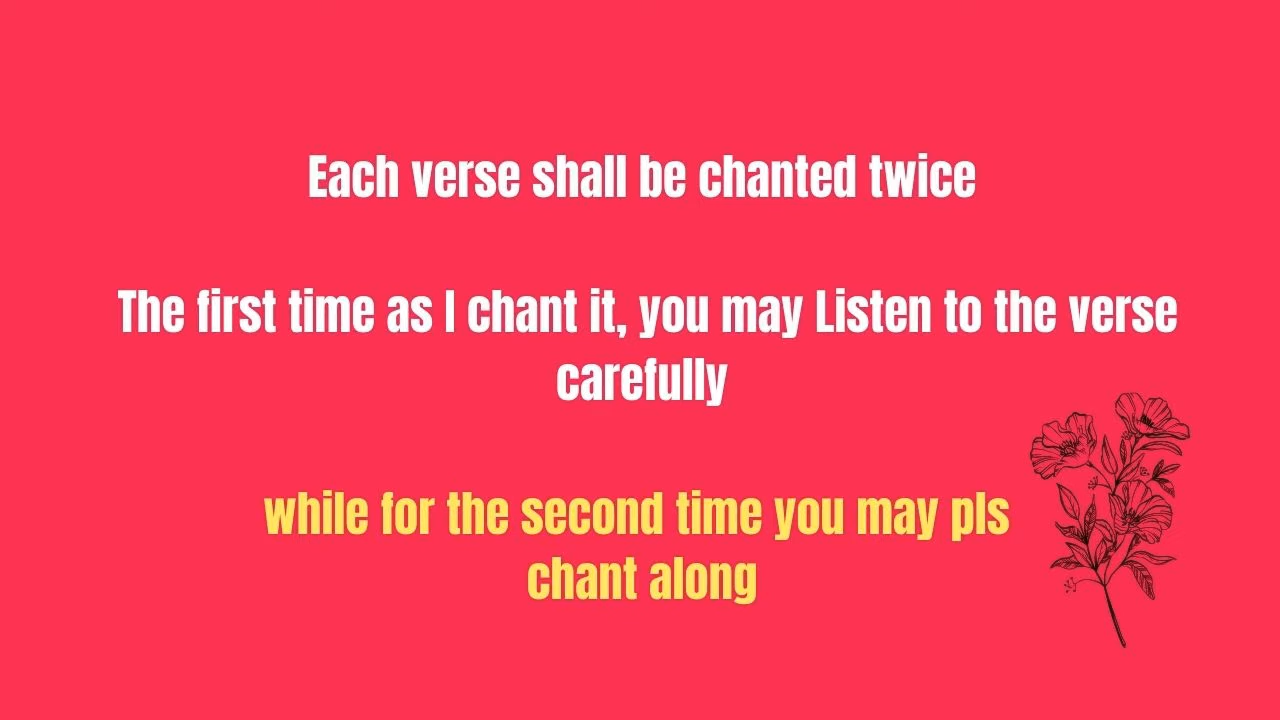 Each verse shall be chanted twice
The first time as I chant it, you may Listen to the verse
carefully
while for the second time you may pls
chant along